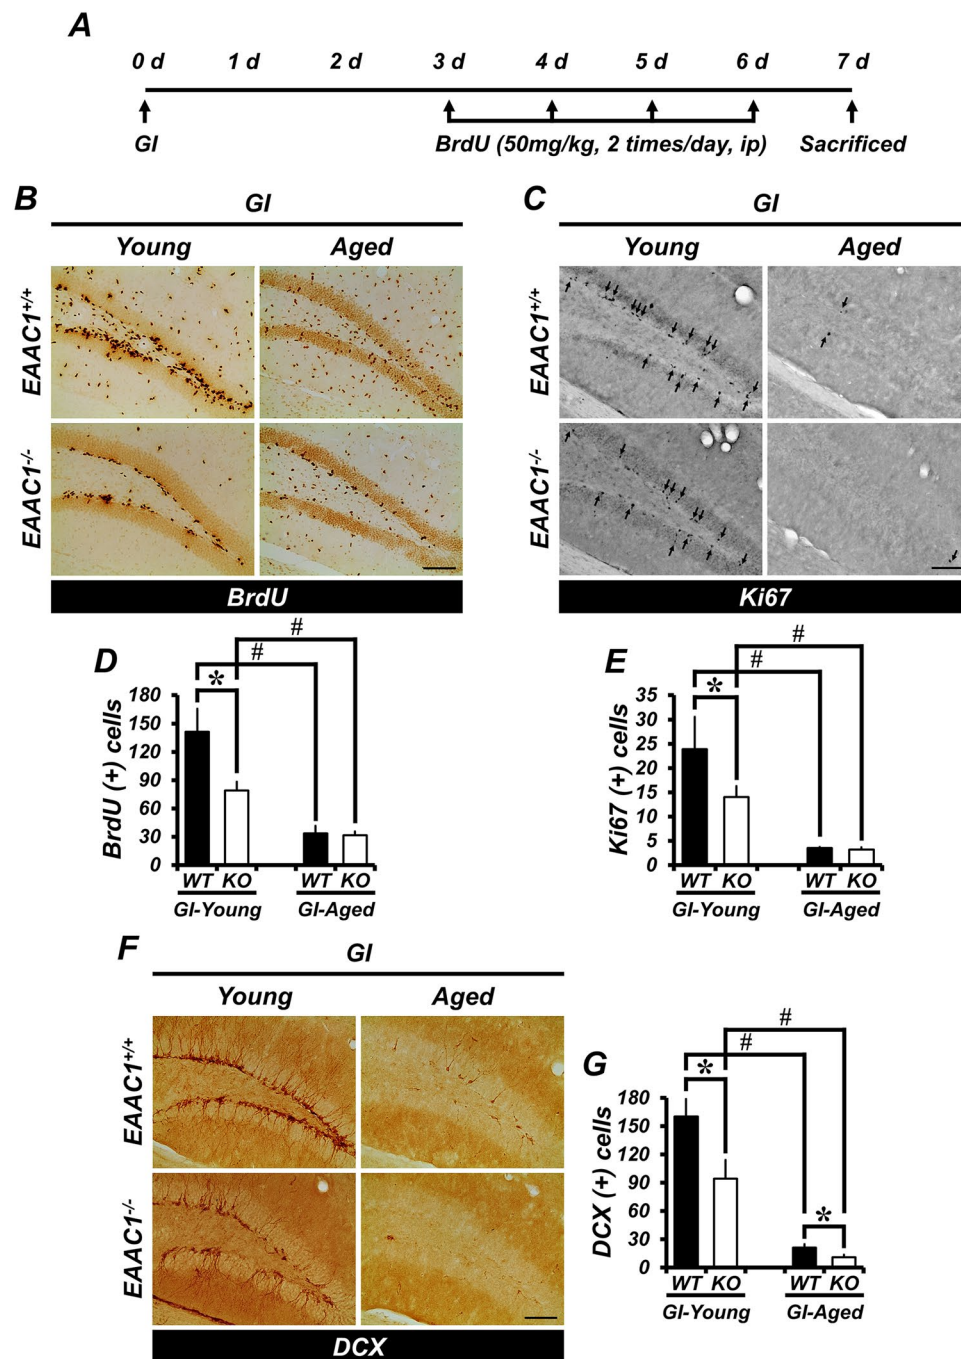 A
0 d 1 d 2 d 3 d 4 d 5 d 6 d 7 d
GI BrdU (50mg/kg, 2 times/day, ip) Sacrificed
B
GI
Young Aged
EAAC1+/+
EAAC1-/-
BrdU
C
GI
Young Aged
EAAC1+/+
EAAC1-/-
Ki67
D
#
#
*
BrdU (+) cells
180
150
120
90
60
30
0
WT KO WT KO
GI-Young GI-Aged
E
#
#
*
Ki67 (+) cells
35
30
25
20
15
10
5
0
WT KO WT KO
GI-Young GI-Aged
F
GI
Young Aged
EAAC1+/+
EAAC1-/-
DCX
G
#
#
*
*
DCX (+) cells
180
150
120
90
60
30
0
WT KO WT KO
GI-Young GI-Aged